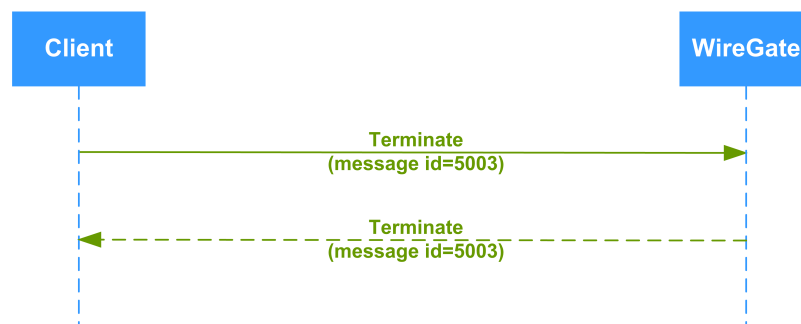 Client
WireGate
Terminate
(message id=5003)
Terminate
(message id=5003)